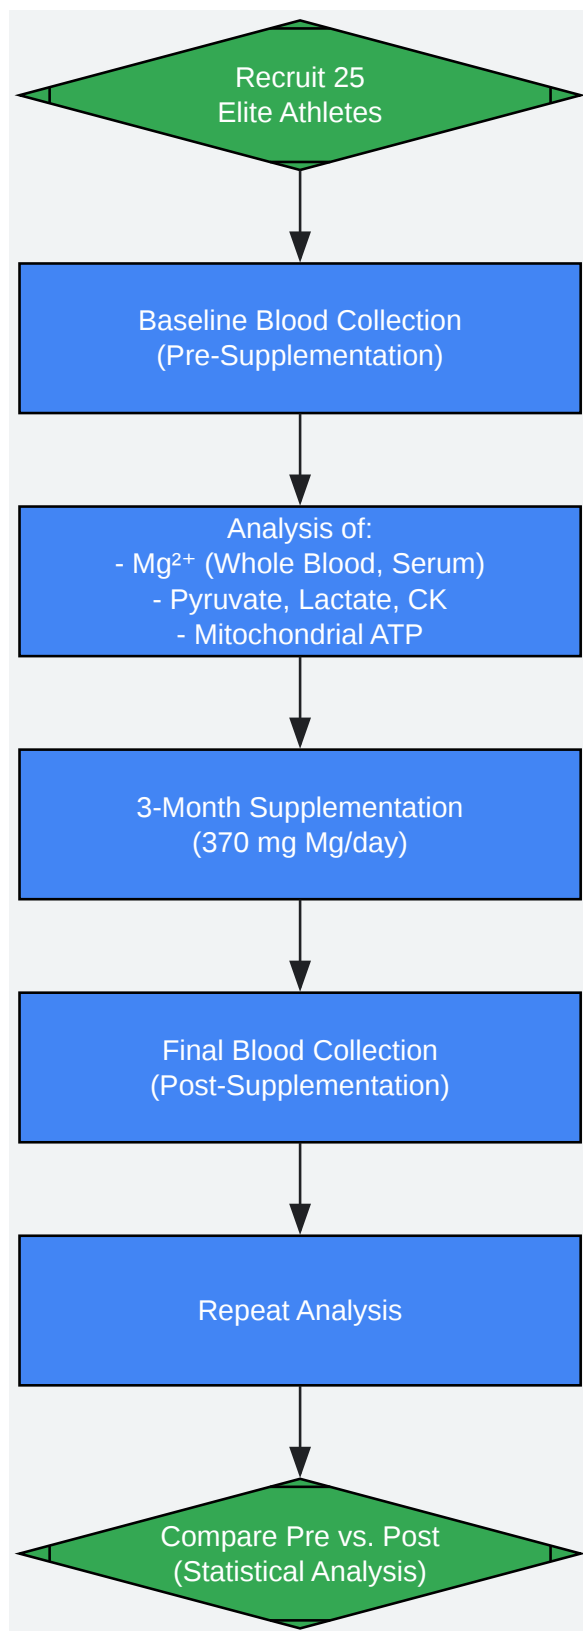 Recruit 25
Elite Athletes
Baseline Blood Collection
(Pre-Supplementation)
Analysis of:
- Mg²⁺ (Whole Blood, Serum)
- Pyruvate, Lactate, CK
- Mitochondrial ATP
3-Month Supplementation
(370 mg Mg/day)
Final Blood Collection
(Post-Supplementation)
Repeat Analysis
Compare Pre vs. Post
(Statistical Analysis)